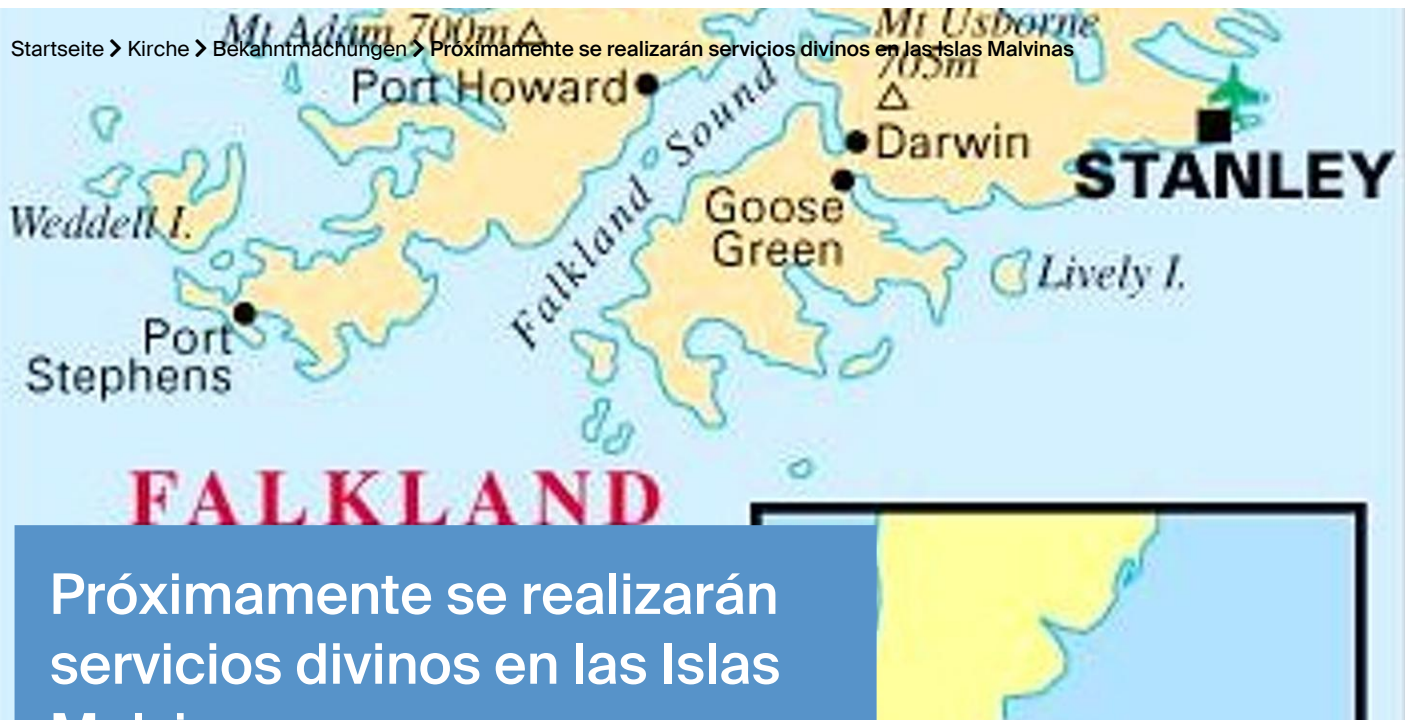 Mt Adam 700m
Mt Usborne
705m
Startseite > Kirche > Bekanntmachungen > Próximamente se realizarán servicios divinos en las Islas Malvinas
Port Howard
Falkland Sound
Darwin
STANLEY
Weddell I.
Goose
Green
Lively I.
Port
Stephens
FALKLAND
Próximamente se realizarán
servicios divinos en las Islas